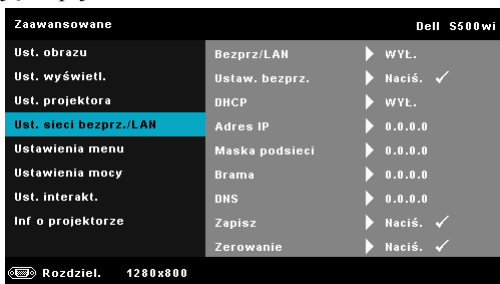 Zaawansowane Dell S500wi
Ust. obrazu
Ust. wyświetl.
Ust. projektora
Ust. sieci bezprz./LAN
Ustawienia menu
Ustawienia mocy
Ust. interakt.
Inf o projektorze
Bezprz/LAN WYŁ.
Ustaw. bezprz. Naciś. ✓
DHCP WYŁ.
Adres IP 0.0.0.0
Maska podsieci 0.0.0.0
Brama 0.0.0.0
DNS 0.0.0.0
Zapisz Naciś. ✓
Zerowanie Naciś. ✓
Rozdziel. 1280x800